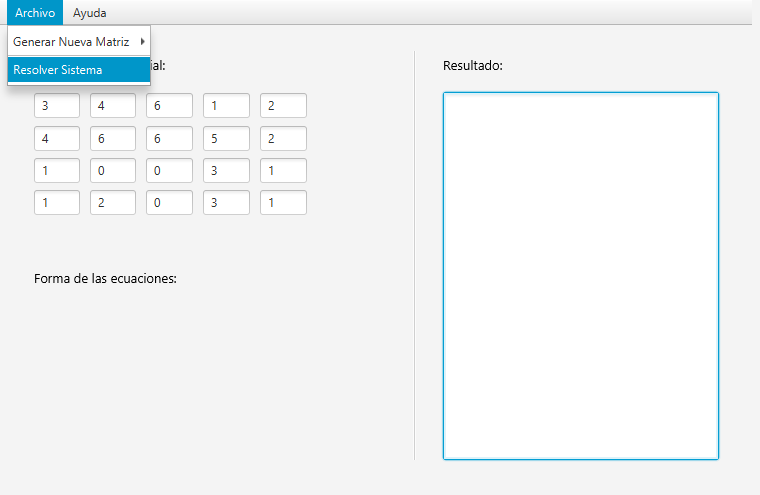 Archivo Ayuda
Generar Nueva Matriz
Resolver Sistema
ial:
Resultado:
3 4 6 1 2
4 6 6 5 2
1 0 0 3 1
1 2 0 3 1
Forma de las ecuaciones: